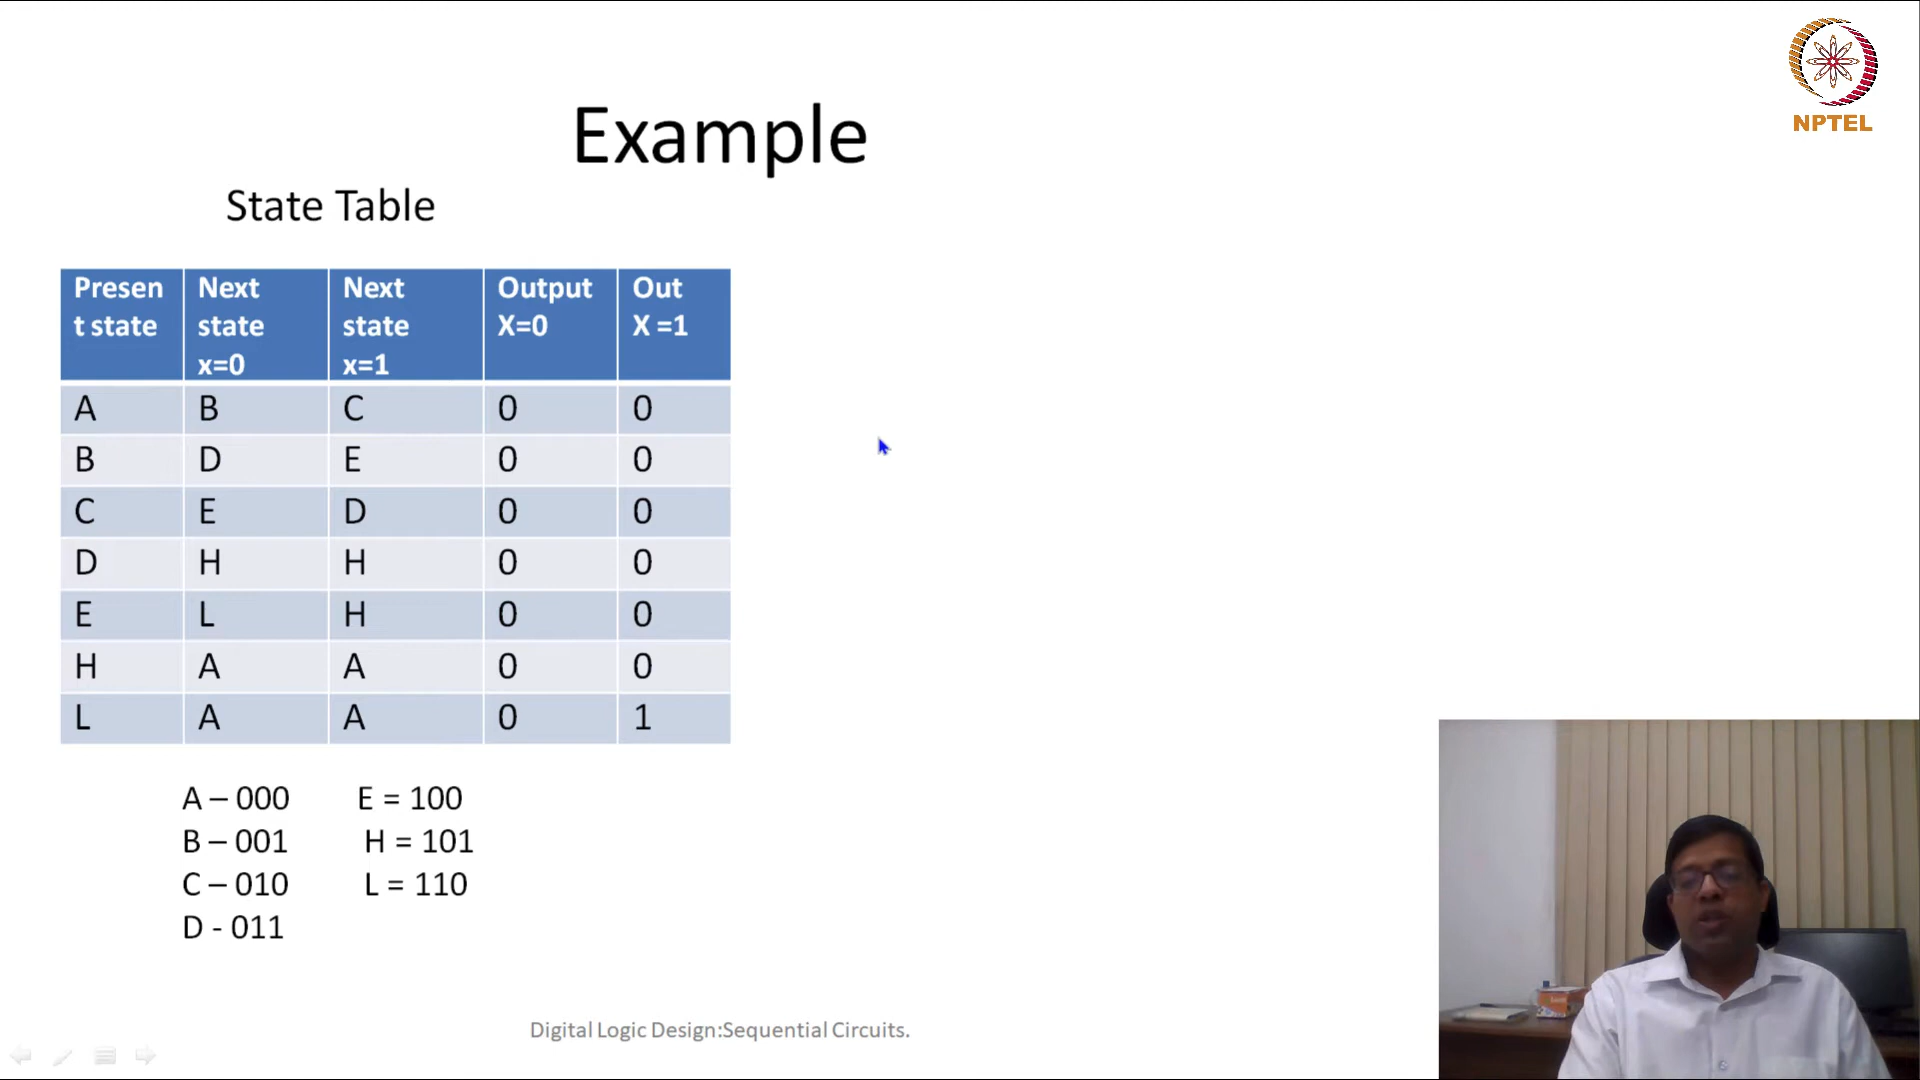 NPTEL
Example
State Table
Presen
t state
Next
state
x=0
Next
state
x=1
Output
X=0
Out
X =1
A B C 0 0
B D E 0 0
C E D 0 0
D H H 0 0
E L H 0 0
H A A 0 0
L A A 0 1
A – 000 E = 100
B – 001 H = 101
C – 010 L = 110
D - 011
Digital Logic Design:Sequential Circuits.